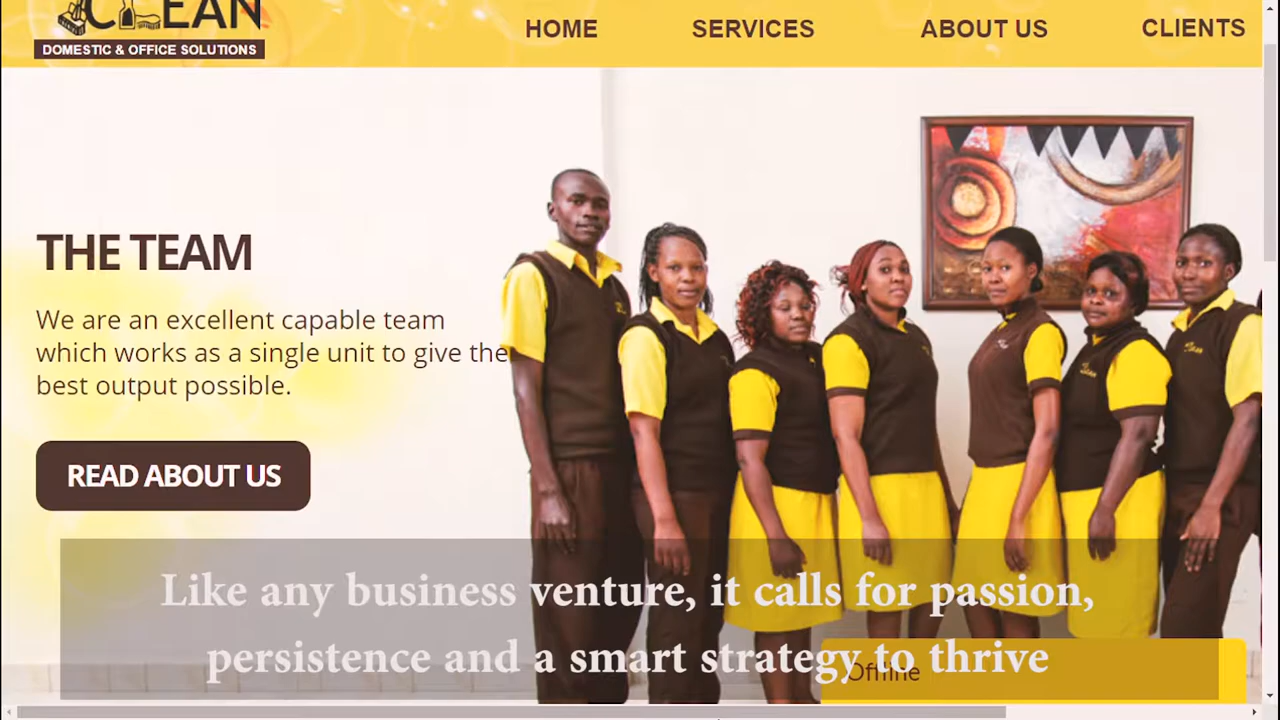 CLEAN
DOMESTIC & OFFICE SOLUTIONS
HOME
SERVICES
ABOUT US
CLIENTS
THE TEAM
We are an excellent capable team
which works as a single unit to give the
best output possible.
READ ABOUT US
Like any business venture, it calls for passion,
persistence and a smart strategy to thrive
Offline